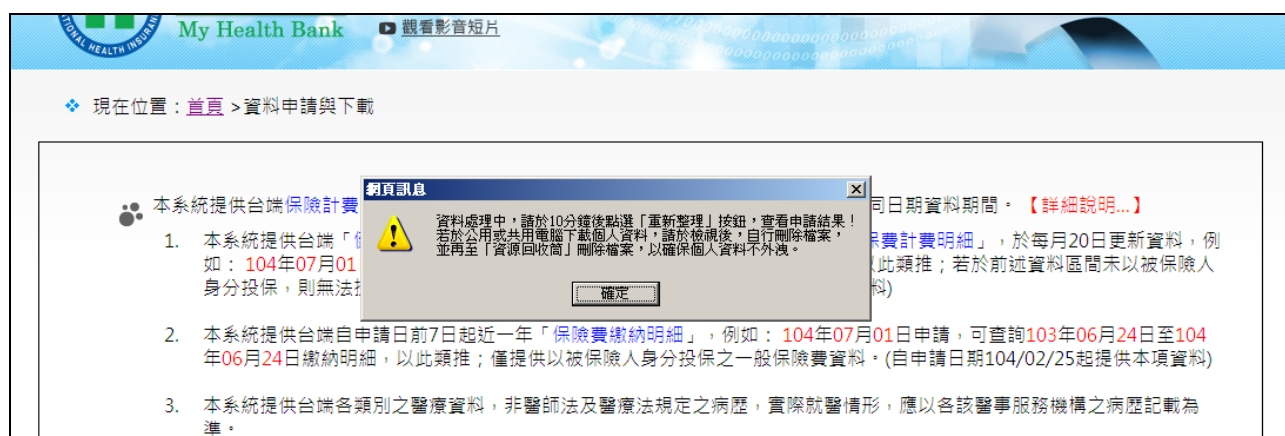 NATIONAL HEALTH INSURANCE
My Health Bank 觀看影音短片
現在位置：首頁 >資料申請與下載
網頁訊息
資料處理中，請於10分鐘後點選「重新整理」按鈕，查看申請結果！
若於公用或共用電腦下載個人資料，請於檢視後，自行刪除檔案，
並再至「資源回收筒」刪除檔案，以確保個人資料不外洩。
確定
本系統提供台端保險計費 同日期資料期間。【詳細說明...】
1. 本系統提供台端「 保費計費明細」，於每月20日更新資料，例
如：104年07月01 以此類推；若於前述資料區間未以被保險人
身分投保，則無法 料)
2. 本系統提供台端自申請日前7日起近一年「保險費繳納明細」，例如：104年07月01日申請，可查詢103年06月24日至104
年06月24日繳納明細，以此類推；僅提供以被保險人身分投保之一般保險費資料。(自申請日期104/02/25起提供本項資料)
3. 本系統提供台端各類別之醫療資料，非醫師法及醫療法規定之病歷，實際就醫情形，應以各該醫事服務機構之病歷記載為
準。